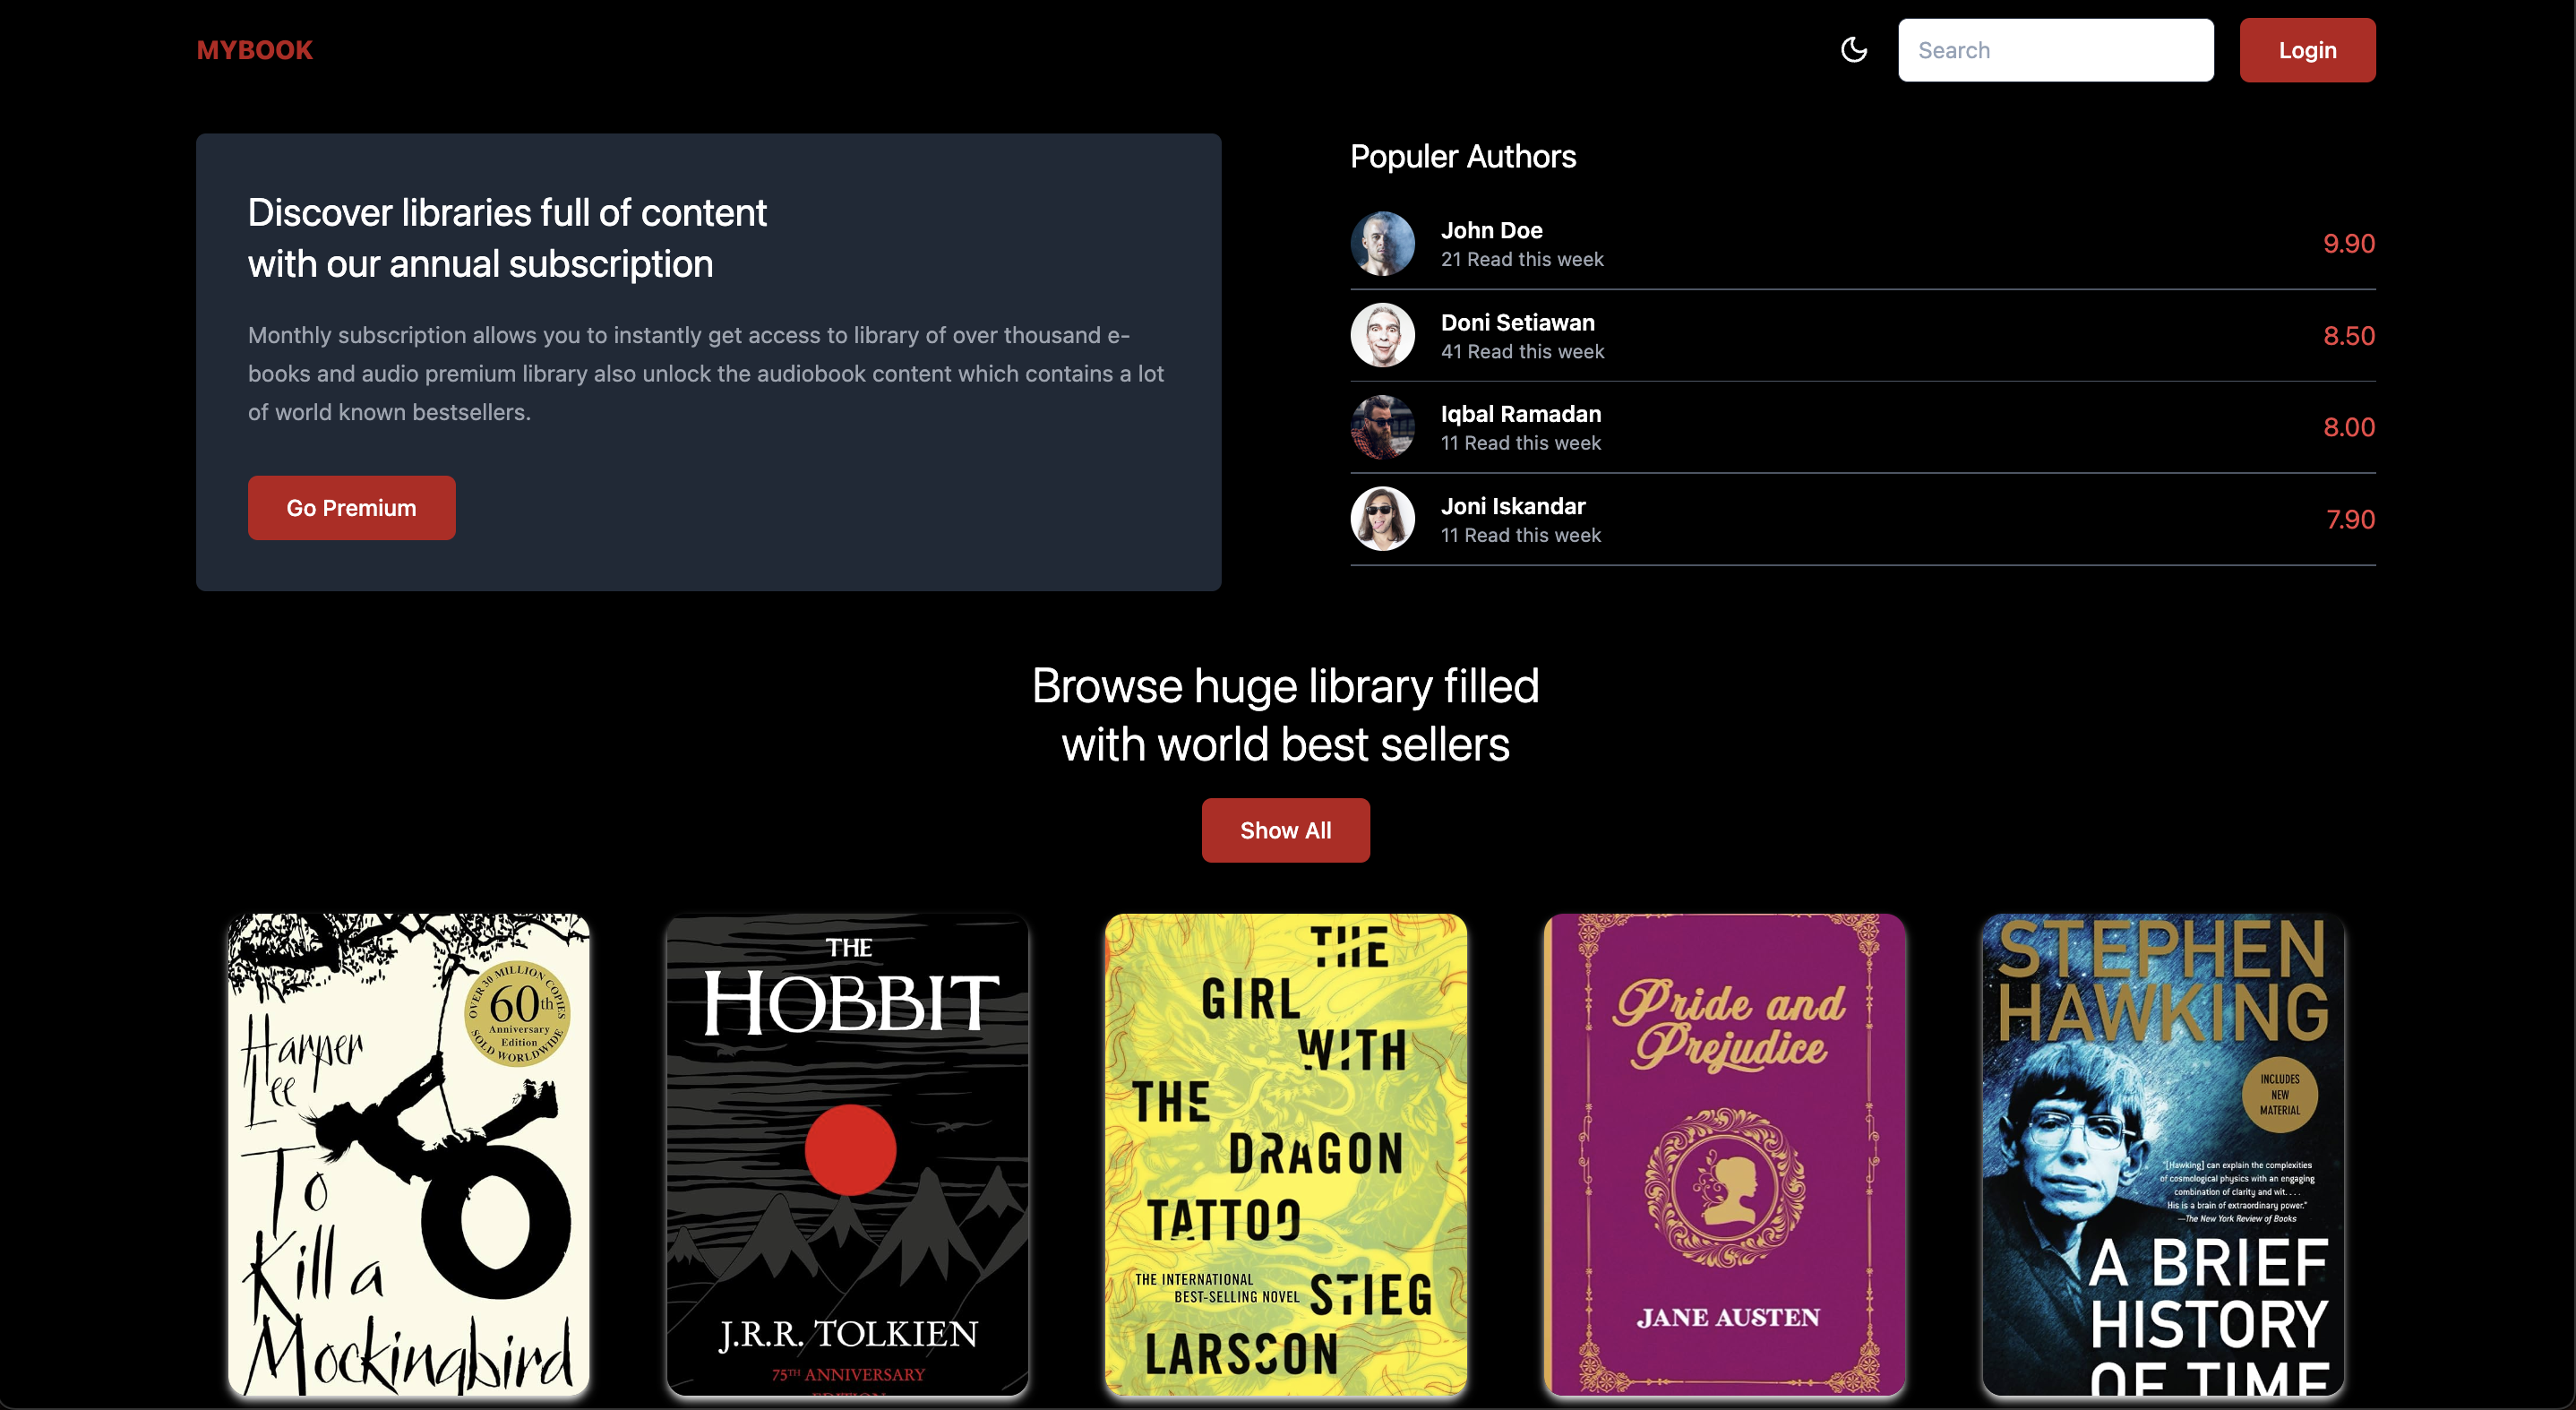 MYBOOK
Search
Login
Discover libraries full of content
with our annual subscription
Monthly subscription allows you to instantly get access to library of over thousand e-
books and audio premium library also unlock the audiobook content which contains a lot
of world known bestsellers.
Go Premium
Populer Authors
John Doe
21 Read this week
9.90
Doni Setiawan
41 Read this week
8.50
Iqbal Ramadan
11 Read this week
8.00
Joni Iskandar
11 Read this week
7.90
Browse huge library filled
with world best sellers
Show All
Harper
Lee
OVER 30 MILLION COPIES
60th
Anniversary
Edition
SOLD WORLDWIDE
To
Kill a
Mockingbird
THE
HOBBIT
J.R.R. TOLKIEN
75TH ANNIVERSARY
EDITION
THE
GIRL
WITH
THE
DRAGON
TATTOO
THE INTERNATIONAL
BEST-SELLING NOVEL
STIEG
LARSSON
Pride and
Prejudice
JANE AUSTEN
STEPHEN
HAWKING
INCLUDES
NEW
MATERIAL
"[Hawking] can explain the complexities
of cosmological physics with an engaging
combination of clarity and wit. . . .
His is a brain of extraordinary power."
—The New York Review of Books
A BRIEF
HISTORY
OF TIME